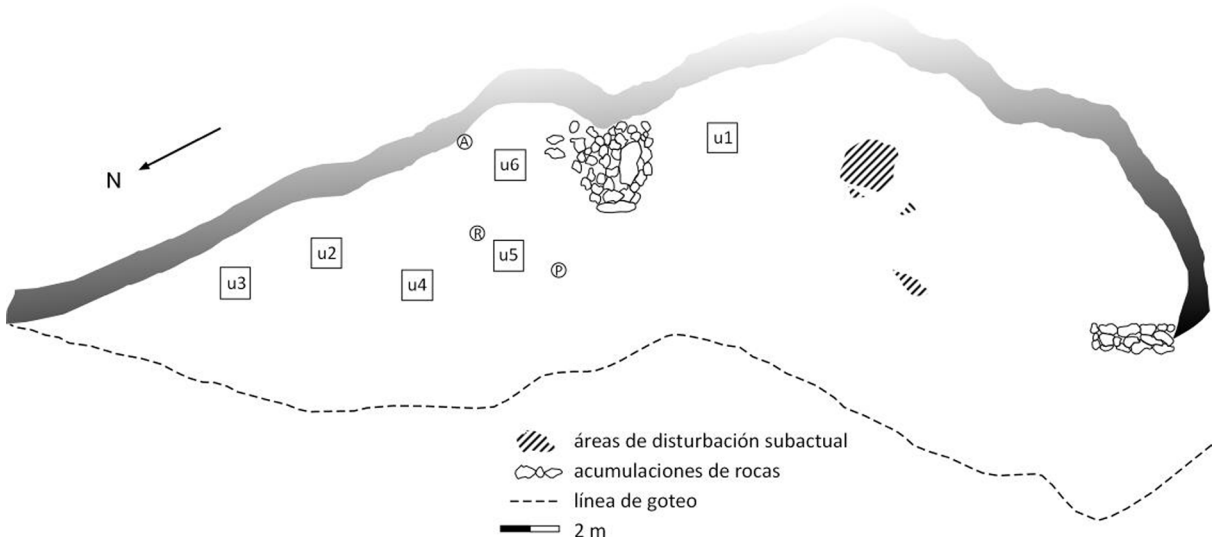 u1
A
u6
N
R
u2
u5
P
u3
u4
áreas de disturbación subactual
acumulaciones de rocas
línea de goteo
2 m